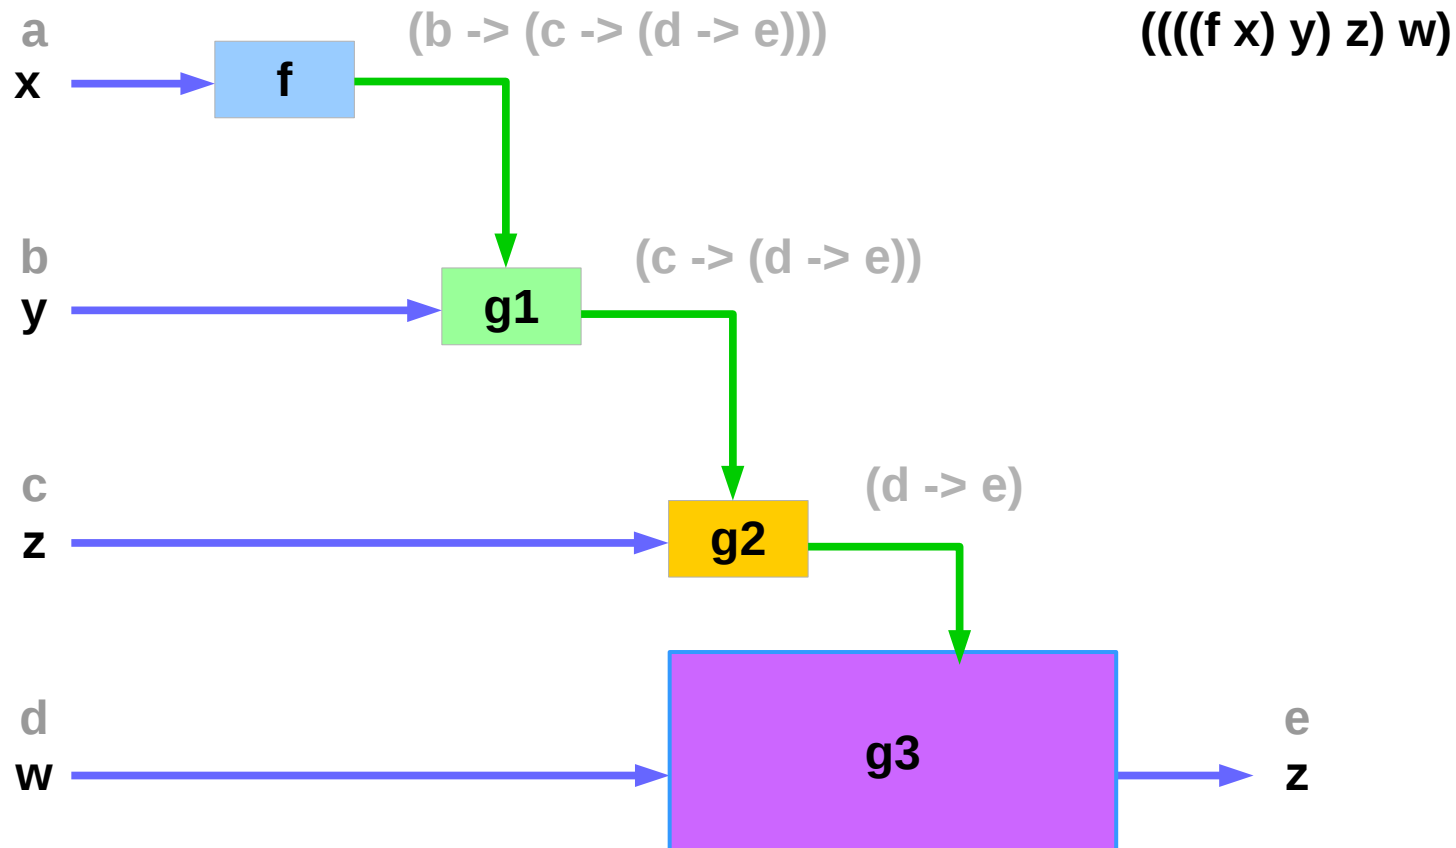 a (b -> (c -> (d -> e))) ((((f x) y) z) w)
x f
b (c -> (d -> e))
y g1
c (d -> e)
z g2
d e
w g3 z